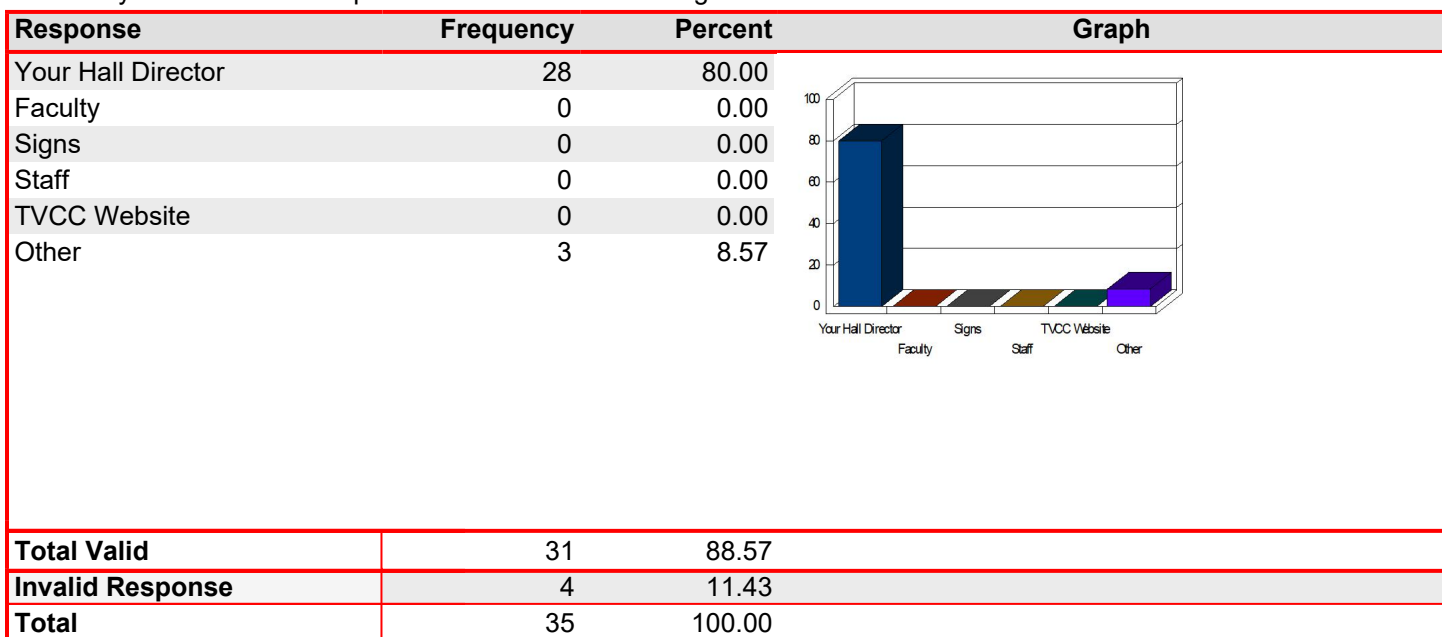 Response Frequency Percent Graph
Your Hall Director 28 80.00
Faculty 0 0.00
Signs 0 0.00
Staff 0 0.00
TVCC Website 0 0.00
Other 3 8.57
100
80
60
40
20
0
Your Hall Director Signs TVCC Website
Faculty Staff Other
Total Valid 31 88.57
Invalid Response 4 11.43
Total 35 100.00